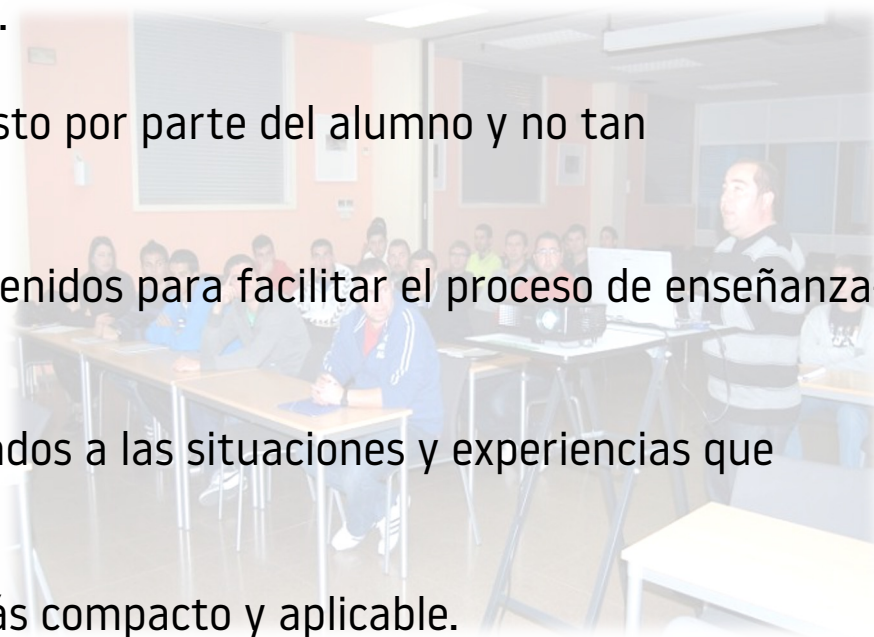 .
sto por parte del alumno y no tan
enidos para facilitar el proceso de enseñanza
ados a las situaciones y experiencias que
ás compacto y aplicable.